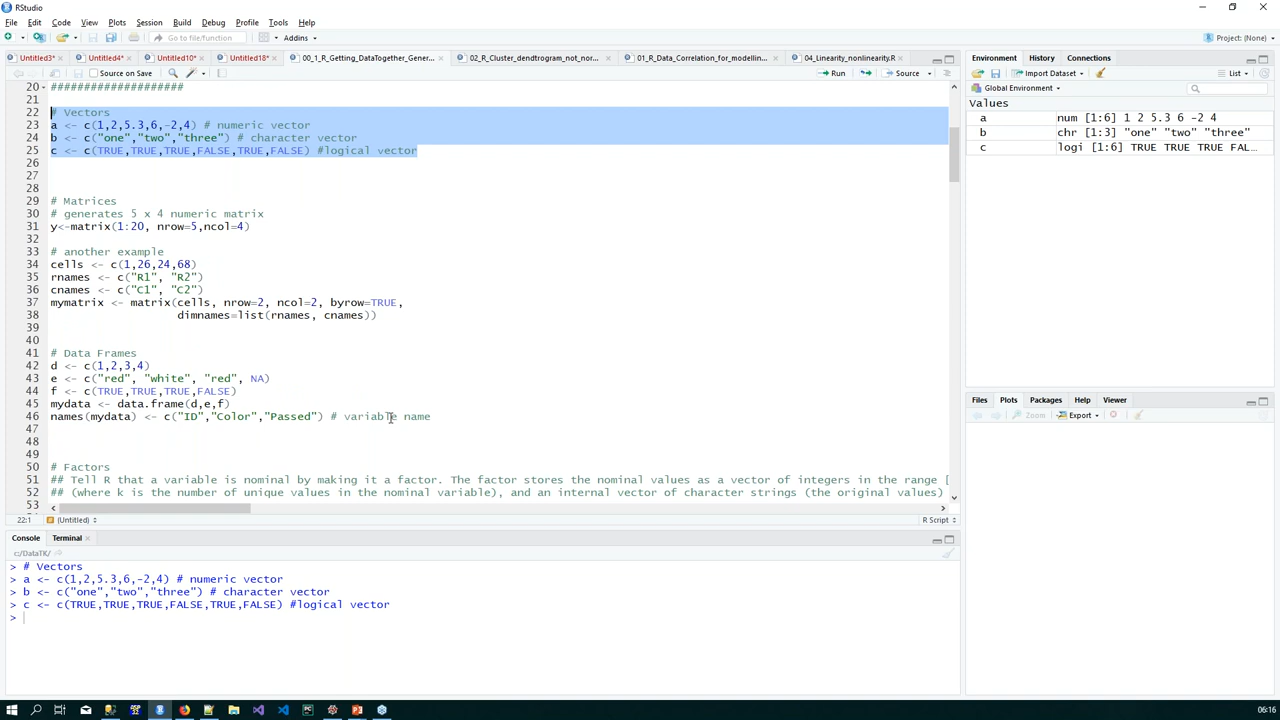 RStudio
File Edit Code View Plots Session Build Debug Profile Tools Help
Go to file/function Addins Project: (None)
Untitled3* Untitled4* Untitled10* Untitled18* 00_1_R_Getting_DataTogether_Gener... 02_R_Cluster_dendtrogram_not_nor... 01_R_Data_Correlation_for_modellin... 04_Linearity_nonlinearity.R
Source on Save Run Source
20 ####################
21
22 # Vectors
23 a <- c(1,2,5.3,6,-2,4) # numeric vector
24 b <- c("one","two","three") # character vector
25 c <- c(TRUE,TRUE,TRUE,FALSE,TRUE,FALSE) #logical vector
26
27
28
29 # Matrices
30 # generates 5 x 4 numeric matrix
31 y<-matrix(1:20, nrow=5,ncol=4)
32
33 # another example
34 cells <- c(1,26,24,68)
35 rnames <- c("R1", "R2")
36 cnames <- c("C1", "C2")
37 mymatrix <- matrix(cells, nrow=2, ncol=2, byrow=TRUE,
38 dimnames=list(rnames, cnames))
39
40
41 # Data Frames
42 d <- c(1,2,3,4)
43 e <- c("red", "white", "red", NA)
44 f <- c(TRUE,TRUE,TRUE,FALSE)
45 mydata <- data.frame(d,e,f)
46 names(mydata) <- c("ID","Color","Passed") # variable name
47
48
49
50 # Factors
51 ## Tell R that a variable is nominal by making it a factor. The factor stores the nominal values as a vector of integers in the range [
52 ## (where k is the number of unique values in the nominal variable), and an internal vector of character strings (the original values)
53
22:1 (Untitled) R Script
Console Terminal
c:/DataTK/
> # Vectors
> a <- c(1,2,5.3,6,-2,4) # numeric vector
> b <- c("one","two","three") # character vector
> c <- c(TRUE,TRUE,TRUE,FALSE,TRUE,FALSE) #logical vector
>
Environment History Connections
Import Dataset List
Global Environment
Values
a num [1:6] 1 2 5.3 6 -2 4
b chr [1:3] "one" "two" "three"
c logi [1:6] TRUE TRUE TRUE FAL...
Files Plots Packages Help Viewer
Zoom Export
06:16